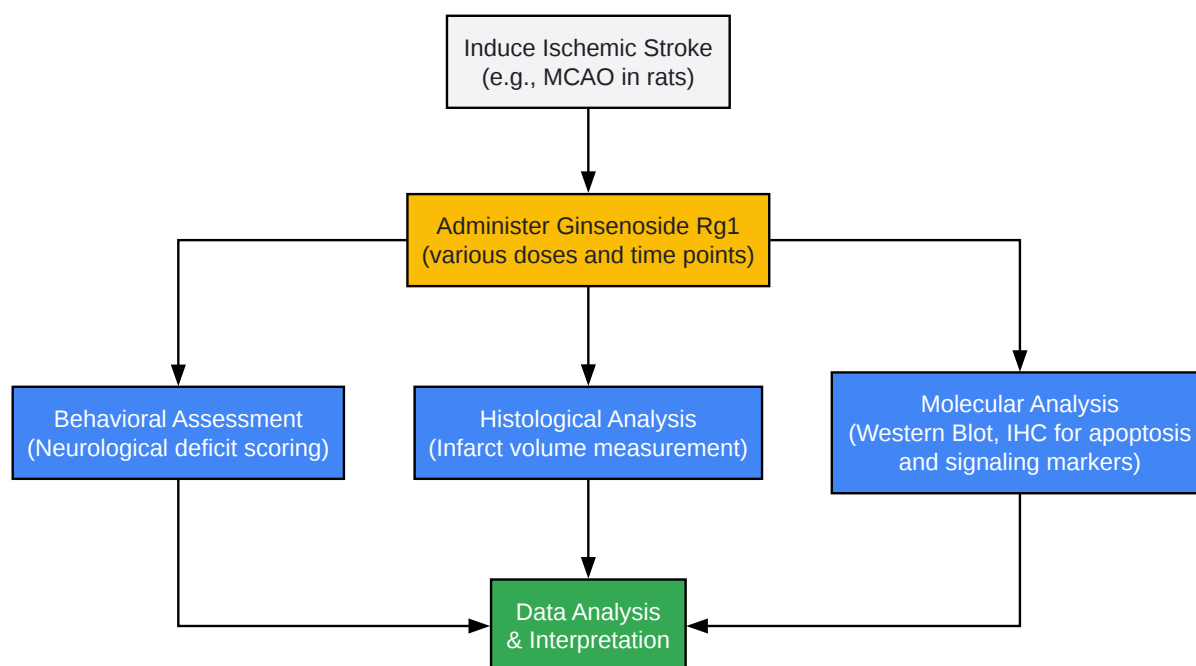 Induce Ischemic Stroke
(e.g., MCAO in rats)
Administer Ginsenoside Rg1
(various doses and time points)
Behavioral Assessment
(Neurological deficit scoring)
Histological Analysis
(Infarct volume measurement)
Molecular Analysis
(Western Blot, IHC for apoptosis
and signaling markers)
Data Analysis
& Interpretation